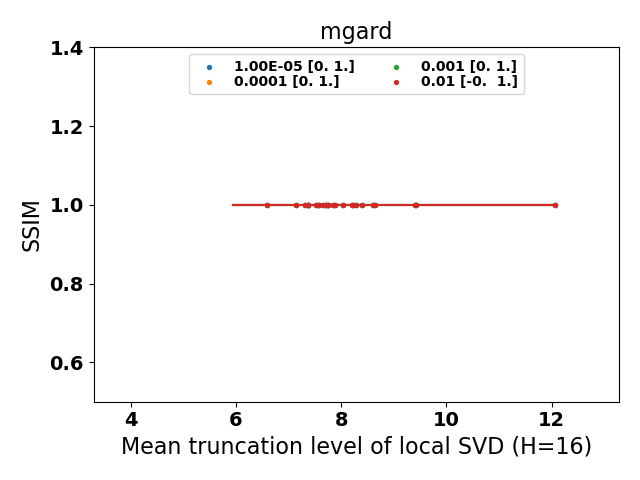 mgard
1.4
1.2
1.0
0.8
0.6
SSIM
1.00E-05 [0. 1.]
0.0001 [0. 1.]
0.001 [0. 1.]
0.01 [-0.  1.]
4 6 8 10 12
Mean truncation level of local SVD (H=16)